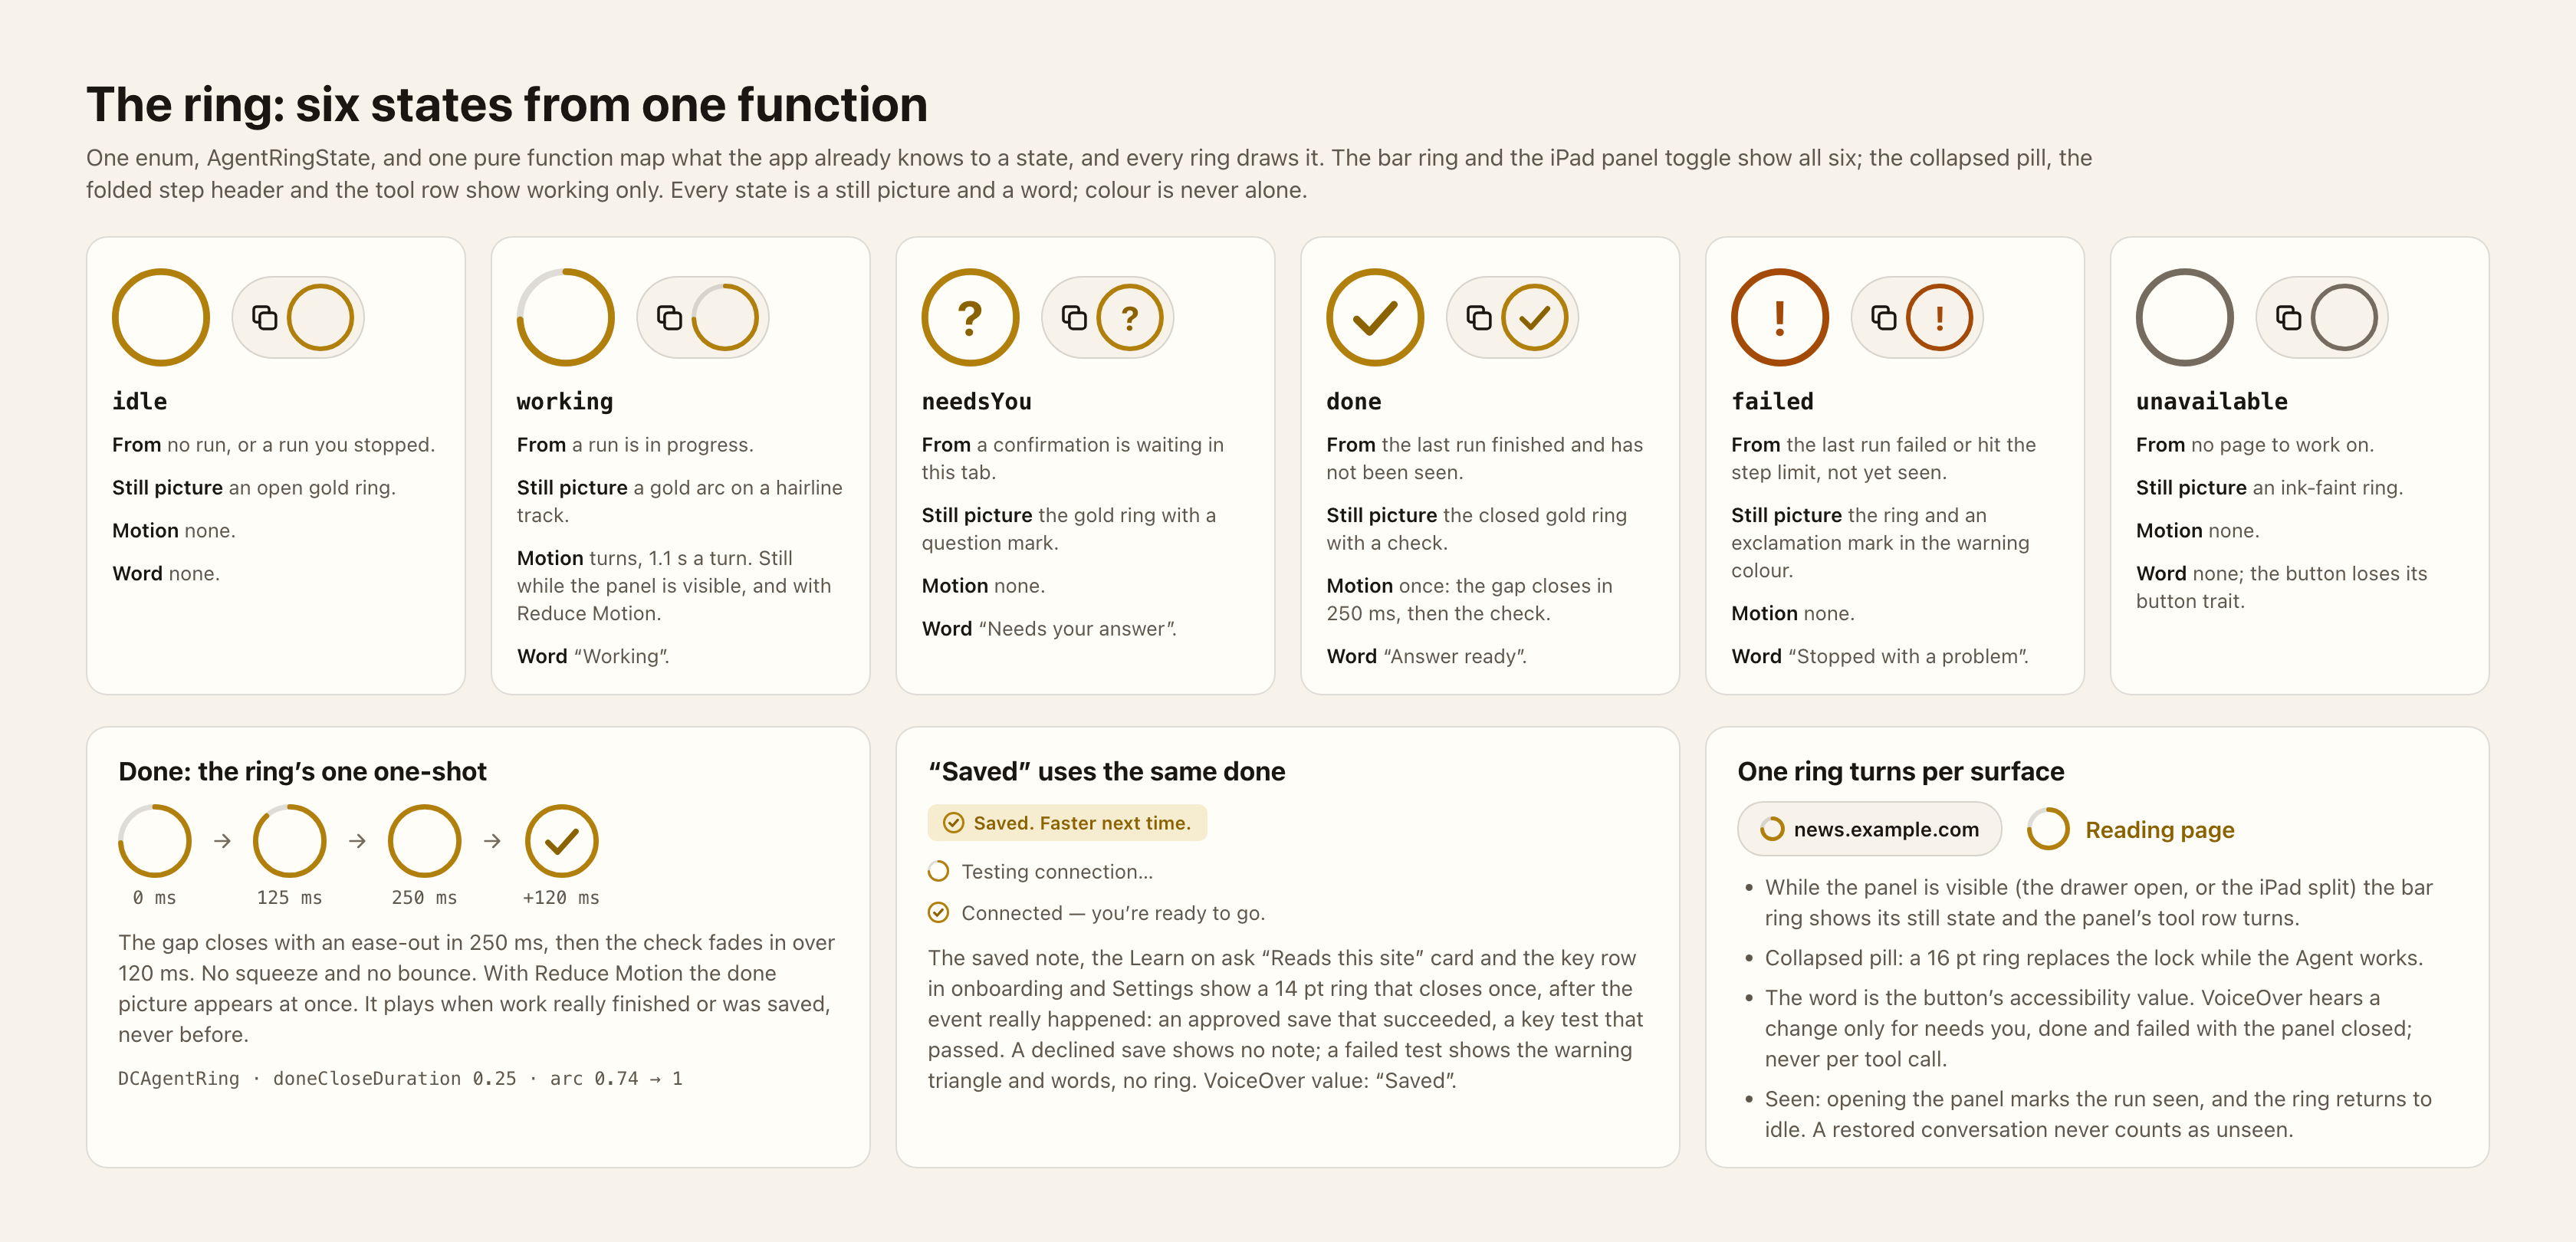 The ring: six states from one function
One enum, AgentRingState, and one pure function map what the app already knows to a state, and every ring draws it. The bar ring and the iPad panel toggle show all six; the collapsed pill, the
folded step header and the tool row show working only. Every state is a still picture and a word; colour is never alone.
idle
From no run, or a run you stopped.
Still picture an open gold ring.
Motion none.
Word none.
working
From a run is in progress.
Still picture a gold arc on a hairline
track.
Motion turns, 1.1 s a turn. Still
while the panel is visible, and with
Reduce Motion.
Word “Working”.
?
?
needsYou
From a confirmation is waiting in
this tab.
Still picture the gold ring with a
question mark.
Motion none.
Word “Needs your answer”.
done
From the last run finished and has
not been seen.
Still picture the closed gold ring
with a check.
Motion once: the gap closes in
250 ms, then the check.
Word “Answer ready”.
!
!
failed
From the last run failed or hit the
step limit, not yet seen.
Still picture the ring and an
exclamation mark in the warning
colour.
Motion none.
Word “Stopped with a problem”.
unavailable
From no page to work on.
Still picture an ink-faint ring.
Motion none.
Word none; the button loses its
button trait.
Done: the ring’s one one-shot
→ → →
0 ms 125 ms 250 ms +120 ms
The gap closes with an ease-out in 250 ms, then the check fades in over
120 ms. No squeeze and no bounce. With Reduce Motion the done
picture appears at once. It plays when work really finished or was saved,
never before.
DCAgentRing · doneCloseDuration 0.25 · arc 0.74 → 1
“Saved” uses the same done
Saved. Faster next time.
Testing connection…
Connected — you’re ready to go.
The saved note, the Learn on ask “Reads this site” card and the key row
in onboarding and Settings show a 14 pt ring that closes once, after the
event really happened: an approved save that succeeded, a key test that
passed. A declined save shows no note; a failed test shows the warning
triangle and words, no ring. VoiceOver value: “Saved”.
One ring turns per surface
news.example.com Reading page
• While the panel is visible (the drawer open, or the iPad split) the bar
ring shows its still state and the panel’s tool row turns.
• Collapsed pill: a 16 pt ring replaces the lock while the Agent works.
• The word is the button’s accessibility value. VoiceOver hears a
change only for needs you, done and failed with the panel closed;
never per tool call.
• Seen: opening the panel marks the run seen, and the ring returns to
idle. A restored conversation never counts as unseen.